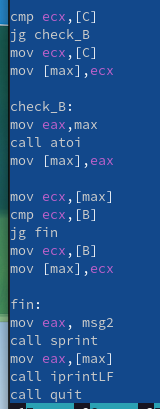 cmp ecx,[C]
jg check_B
mov ecx,[C]
mov [max],ecx
check_B:
mov eax,max
call atoi
mov [max],eax
mov ecx,[max]
cmp ecx,[B]
jg fin
mov ecx,[B]
mov [max],ecx
fin:
mov eax, msg2
call sprint
mov eax,[max]
call iprintLF
call quit